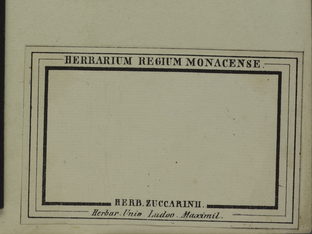 HERBARIUM REGIUM MONACENSE.
HERB. ZUCCARINII.
Herbar. Univ. Ludov. Maximil.